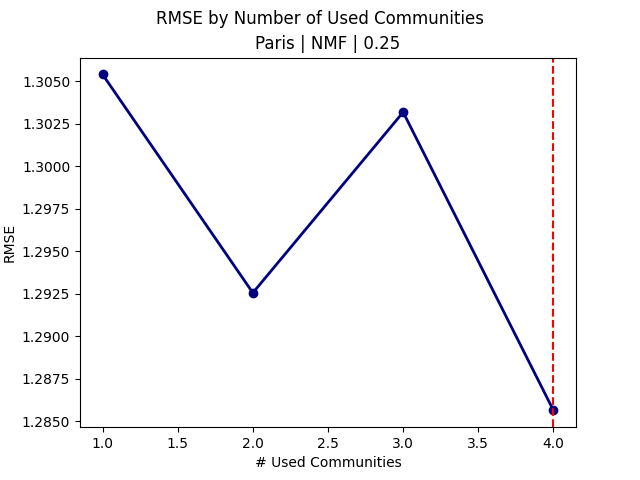 RMSE by Number of Used Communities
Paris | NMF | 0.25
1.3050
1.3025
1.3000
1.2975
1.2950
1.2925
1.2900
1.2875
1.2850
RMSE
1.0 1.5 2.0 2.5 3.0 3.5 4.0
# Used Communities